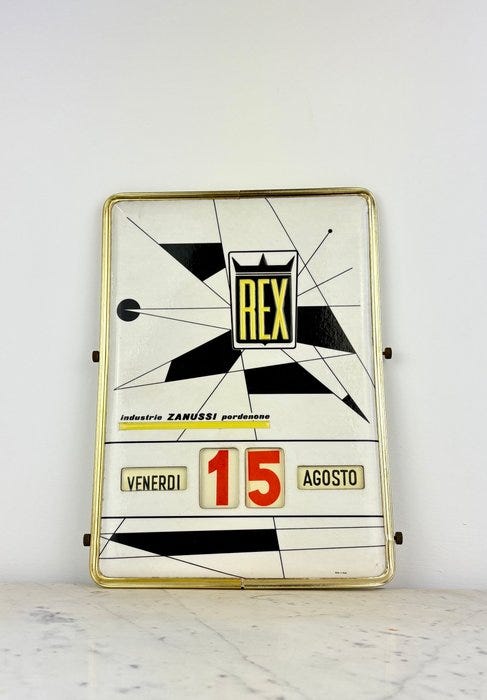 REX
industrie ZANUSSI pordenone
VENERDI 15 AGOSTO